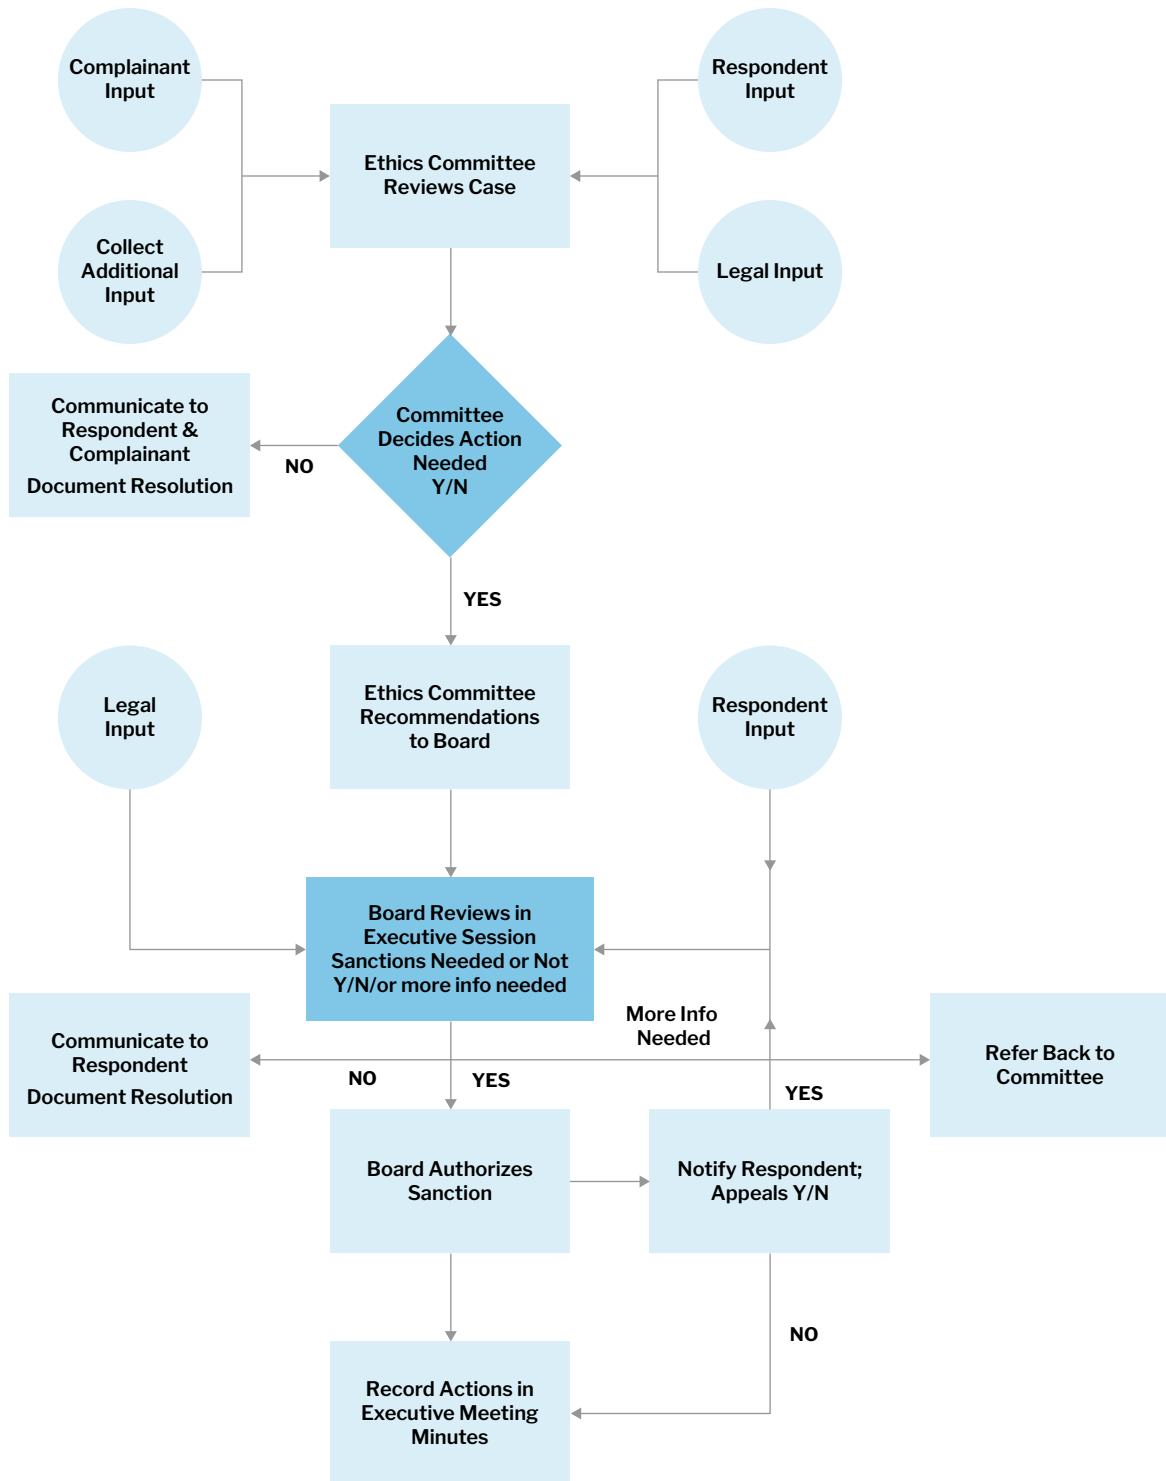 Complainant
Input
Respondent
Input
Ethics Committee
Reviews Case
Collect
Additional
Input
Legal Input
Communicate to
Respondent &
Complainant
Document Resolution
NO
Committee
Decides Action
Needed
Y/N
YES
Legal
Input
Ethics Committee
Recommendations
to Board
Respondent
Input
Board Reviews in
Executive Session
Sanctions Needed or Not
Y/N/or more info needed
Communicate to
Respondent
Document Resolution
NO
YES
More Info
Needed
YES
Refer Back to
Committee
Board Authorizes
Sanction
Notify Respondent;
Appeals Y/N
NO
Record Actions in
Executive Meeting
Minutes